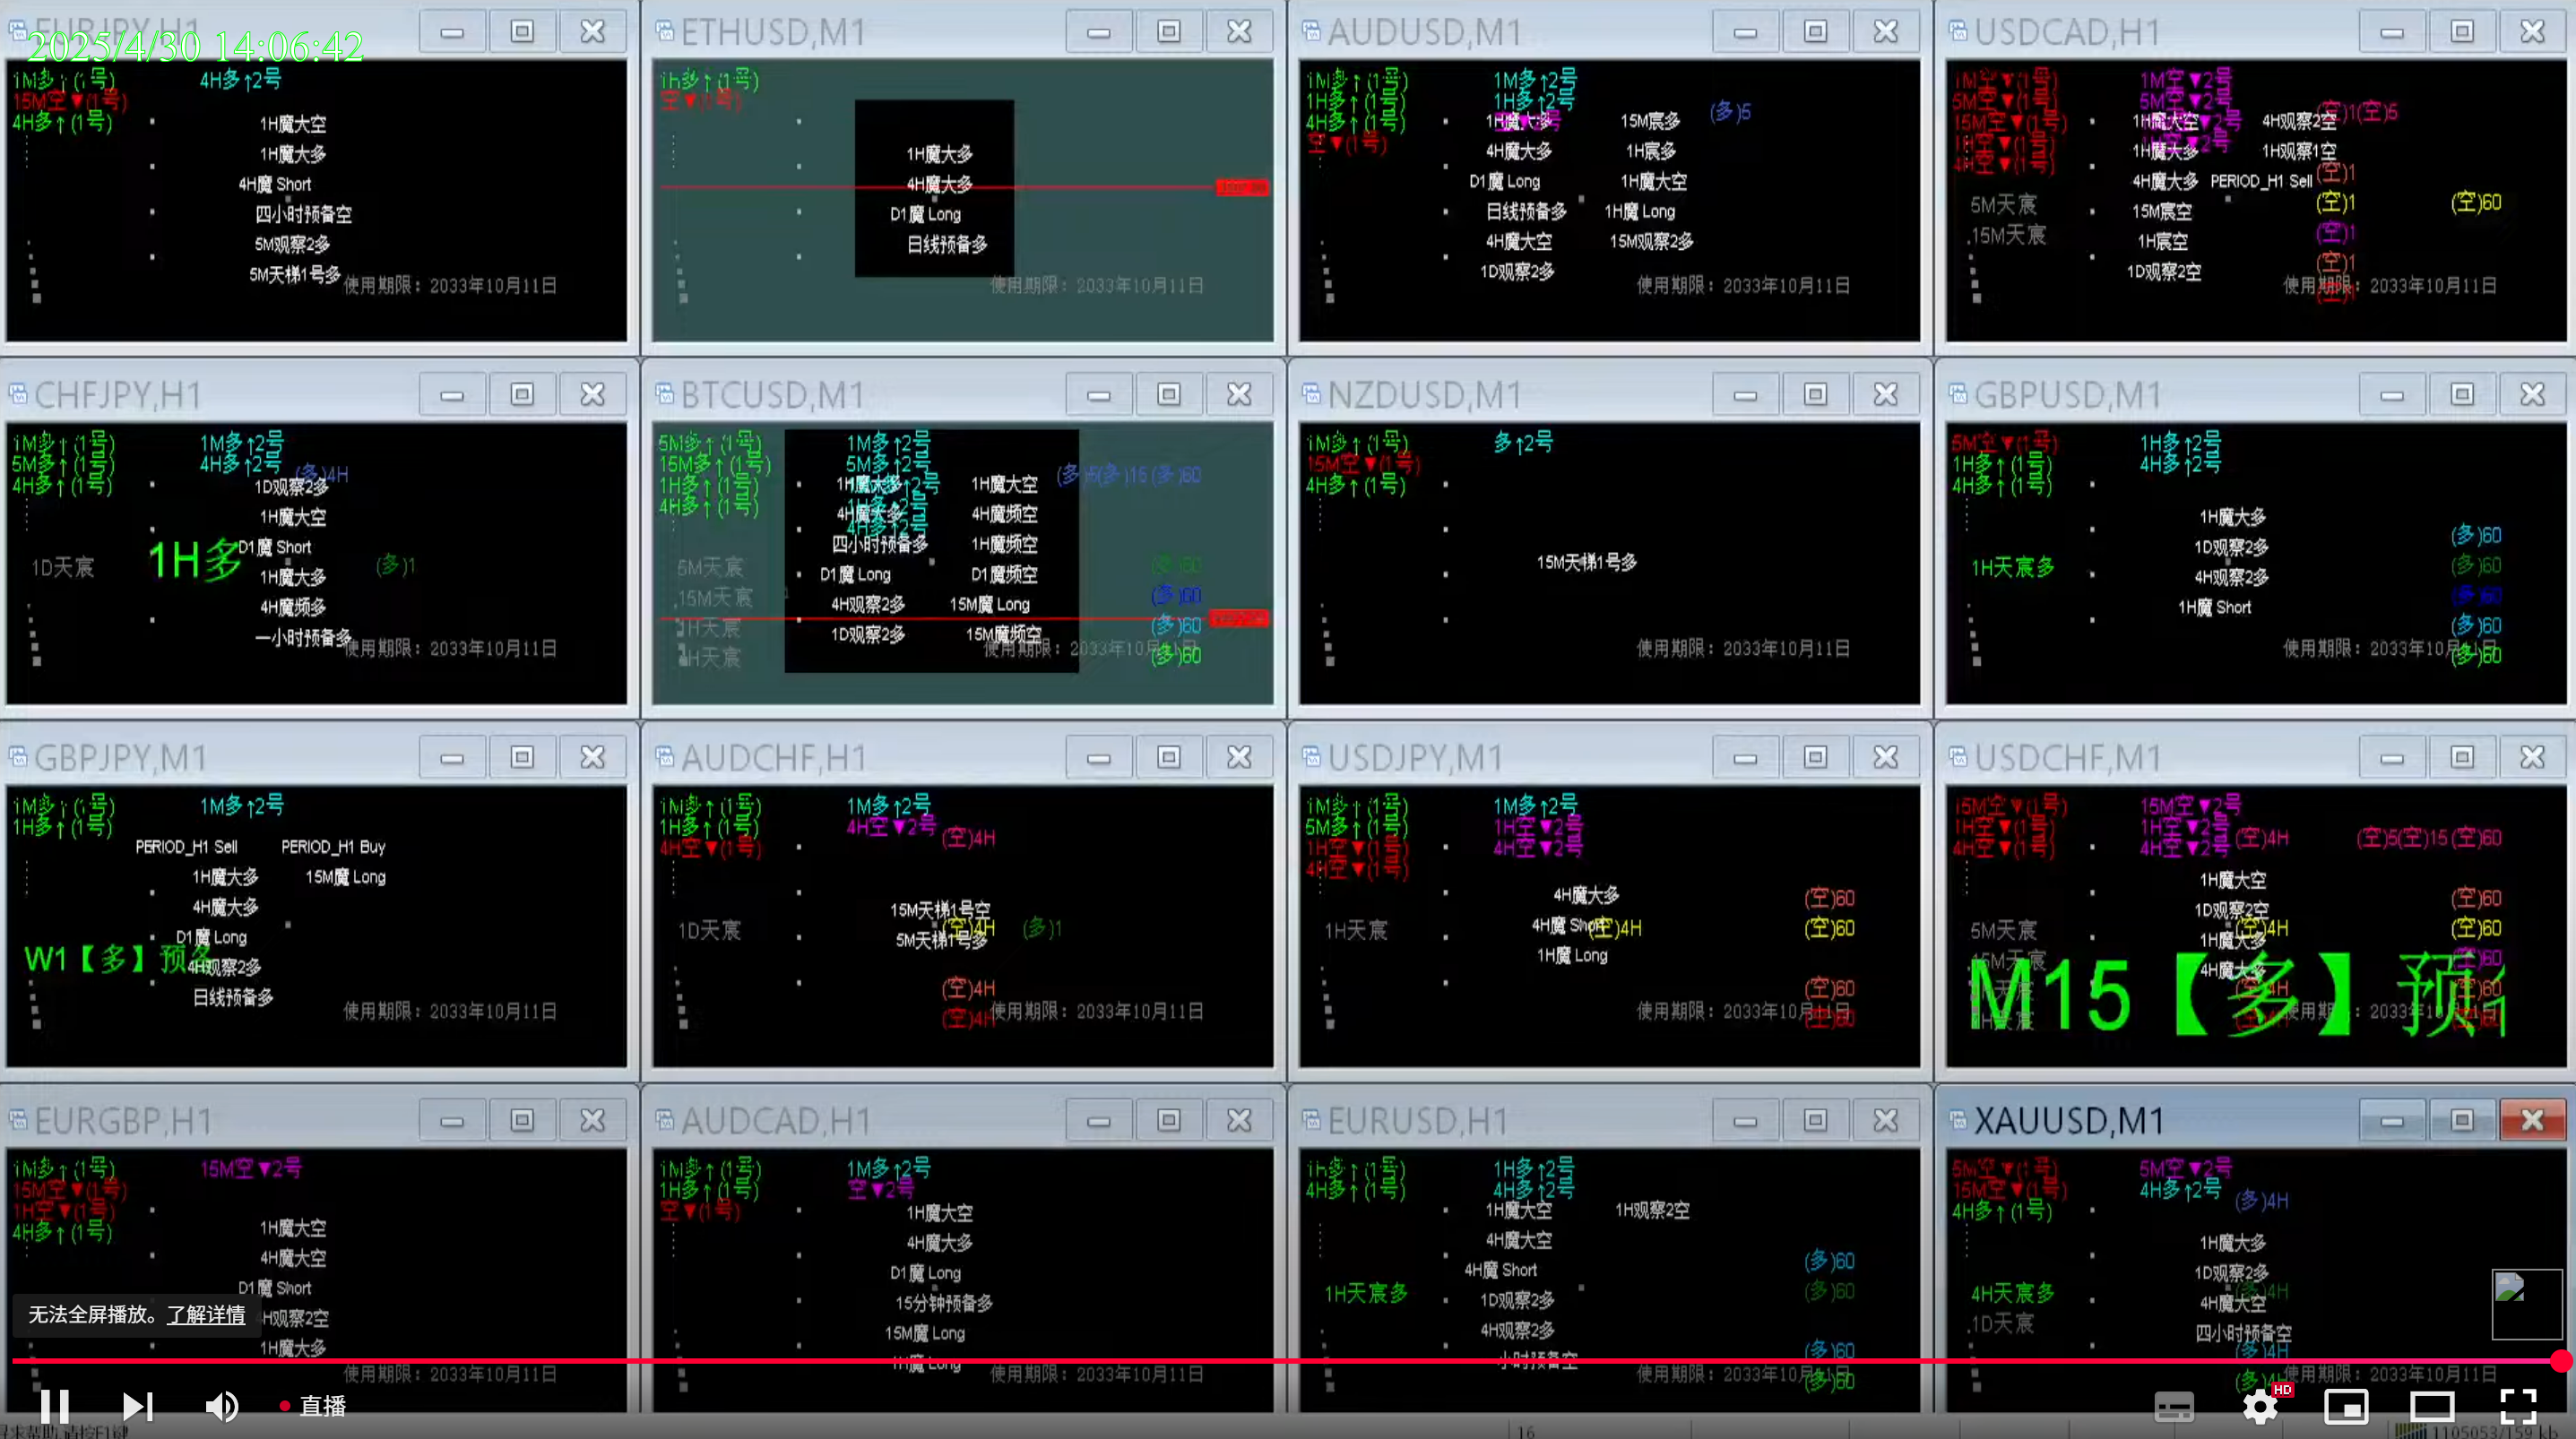 EURJPY,H1
2025/4/30 14:06:42
1M多↑(1号)
15M空▼(1号)
4H多↑(1号)
4H多↑2号
1H魔大空
1H魔大多
4H魔 Short
四小时预备空
5M观察2多
5M天梯1号多
使用期限：2033年10月11日
ETHUSD,M1
1h多↑(1号)
空▼(1号)
1H魔大多
4H魔大多
D1魔 Long
日线预备多
使用期限：2033年10月11日
AUDUSD,M1
1M多↑(1号)
1H多↑(1号)
4H多↑(1号)
空▼(1号)
1M多↑2号
1H多↑2号
1H魔大多
4H魔大多
D1魔 Long
日线预备多
4H魔大空
1D观察2多
15M宸多
1H宸多
1H魔大空
1H魔 Long
15M观察2多
(多)5
使用期限：2033年10月11日
USDCAD,H1
1M空▼(1号)
5M空▼(1号)
15M空▼(1号)
1H空▼(1号)
4H空▼(1号)
1M空▼2号
5M空▼2号
1H魔大空
1H魔大多
4H魔大多
15M宸空
1H宸空
1D观察2空
4H观察2空
1H观察1空
PERIOD_H1 Sell
(空)1(空)5
(空)1
(空)1
(空)60
(空)1
(空)1
(空)1
5M天宸
15M天宸
使用期限：2033年10月11日
CHFJPY,H1
1M多↑(1号)
5M多↑(1号)
4H多↑(1号)
1M多↑2号
4H多↑2号
(多)4H
1D观察2多
1H魔大空
D1魔 Short
1H魔大多
4H魔频多
一小时预备多
1D天宸
1H多
(多)1
使用期限：2033年10月11日
BTCUSD,M1
5M多↑(1号)
15M多↑(1号)
1H多↑(1号)
4H多↑(1号)
1M多↑2号
5M多↑2号
1H多↑2号
4H多↑2号
1H魔大多
4H魔大多
四小时预备多
D1魔 Long
4H观察2多
1D观察2多
1H魔大空
4H魔频空
1H魔频空
D1魔频空
15M魔 Long
15M魔频空
(多)5(多)15(多)60
(多)60
(多)60
(多)60
(多)60
5M天宸
15M天宸
1H天宸
4H天宸
使用期限：2033年10月11日
NZDUSD,M1
1M多↑(1号)
15M空▼(1号)
4H多↑(1号)
多↑2号
15M天梯1号多
使用期限：2033年10月11日
GBPUSD,M1
5M空▼(1号)
1H多↑(1号)
4H多↑(1号)
1H多↑2号
4H多↑2号
1H魔大多
1D观察2多
4H观察2多
1H魔 Short
1H天宸多
(多)60
(多)60
(多)60
(多)60
(多)60
使用期限：2033年10月11日
GBPJPY,M1
1M多↑(1号)
1H多↑(1号)
1M多↑2号
PERIOD_H1 Sell
PERIOD_H1 Buy
1H魔大多
15M魔 Long
4H魔大多
D1魔 Long
W1【多】预备
4H观察2多
日线预备多
使用期限：2033年10月11日
AUDCHF,H1
1M多↑(1号)
1H多↑(1号)
4H空▼(1号)
1M多↑2号
4H空▼2号
(空)4H
15M天梯1号空
5M天梯1号多
(空)4H
(多)1
1D天宸
(空)4H
(空)4H
使用期限：2033年10月11日
USDJPY,M1
1M多↑(1号)
5M多↑(1号)
1H空▼(1号)
4H空▼(1号)
1M多↑2号
1H空▼2号
4H空▼2号
4H魔大多
4H魔 Short
1H魔 Long
(空)4H
1H天宸
(空)60
(空)60
(空)60
(空)60
使用期限：2033年10月11日
USDCHF,M1
15M空▼(1号)
1H空▼(1号)
4H空▼(1号)
15M空▼2号
1H空▼2号
4H空▼2号
(空)4H
(空)5(空)15(空)60
1H魔大空
1D观察2空
1H魔大多
4H魔大多
(空)4H
(空)60
(空)60
(空)60
(空)60
5M天宸
15M天宸
M15【多】预
使用期限：2033年10月11日
EURGBP,H1
1M多↑(1号)
15M空▼(1号)
1H空▼(1号)
4H多↑(1号)
15M空▼2号
1H魔大空
4H魔大空
D1魔 Short
4H观察2空
1H魔大多
使用期限：2033年10月11日
AUDCAD,H1
1M多↑(1号)
1H多↑(1号)
空▼(1号)
1M多↑2号
空▼2号
1H魔大空
4H魔大多
D1魔 Long
15分钟预备多
15M魔 Long
1H魔 Long
使用期限：2033年10月11日
EURUSD,H1
1h多↑(1号)
4H多↑(1号)
1H多↑2号
4H多↑2号
1H魔大空
4H魔大空
4H魔 Short
1D观察2多
4H观察2多
一小时预备空
1H观察2空
1H天宸多
(多)60
(多)60
(多)60
(多)60
使用期限：2033年10月11日
XAUUSD,M1
5M空▼(1号)
15M空▼(1号)
4H多↑(1号)
5M空▼2号
4H多↑2号
(多)4H
1H魔大多
1D观察2多
4H魔大空
四小时预备空
(多)4H
(多)4H
4H天宸多
1D天宸
使用期限：2033年10月11日
无法全屏播放。了解详情
直播
HD
16
1105053/159 kb